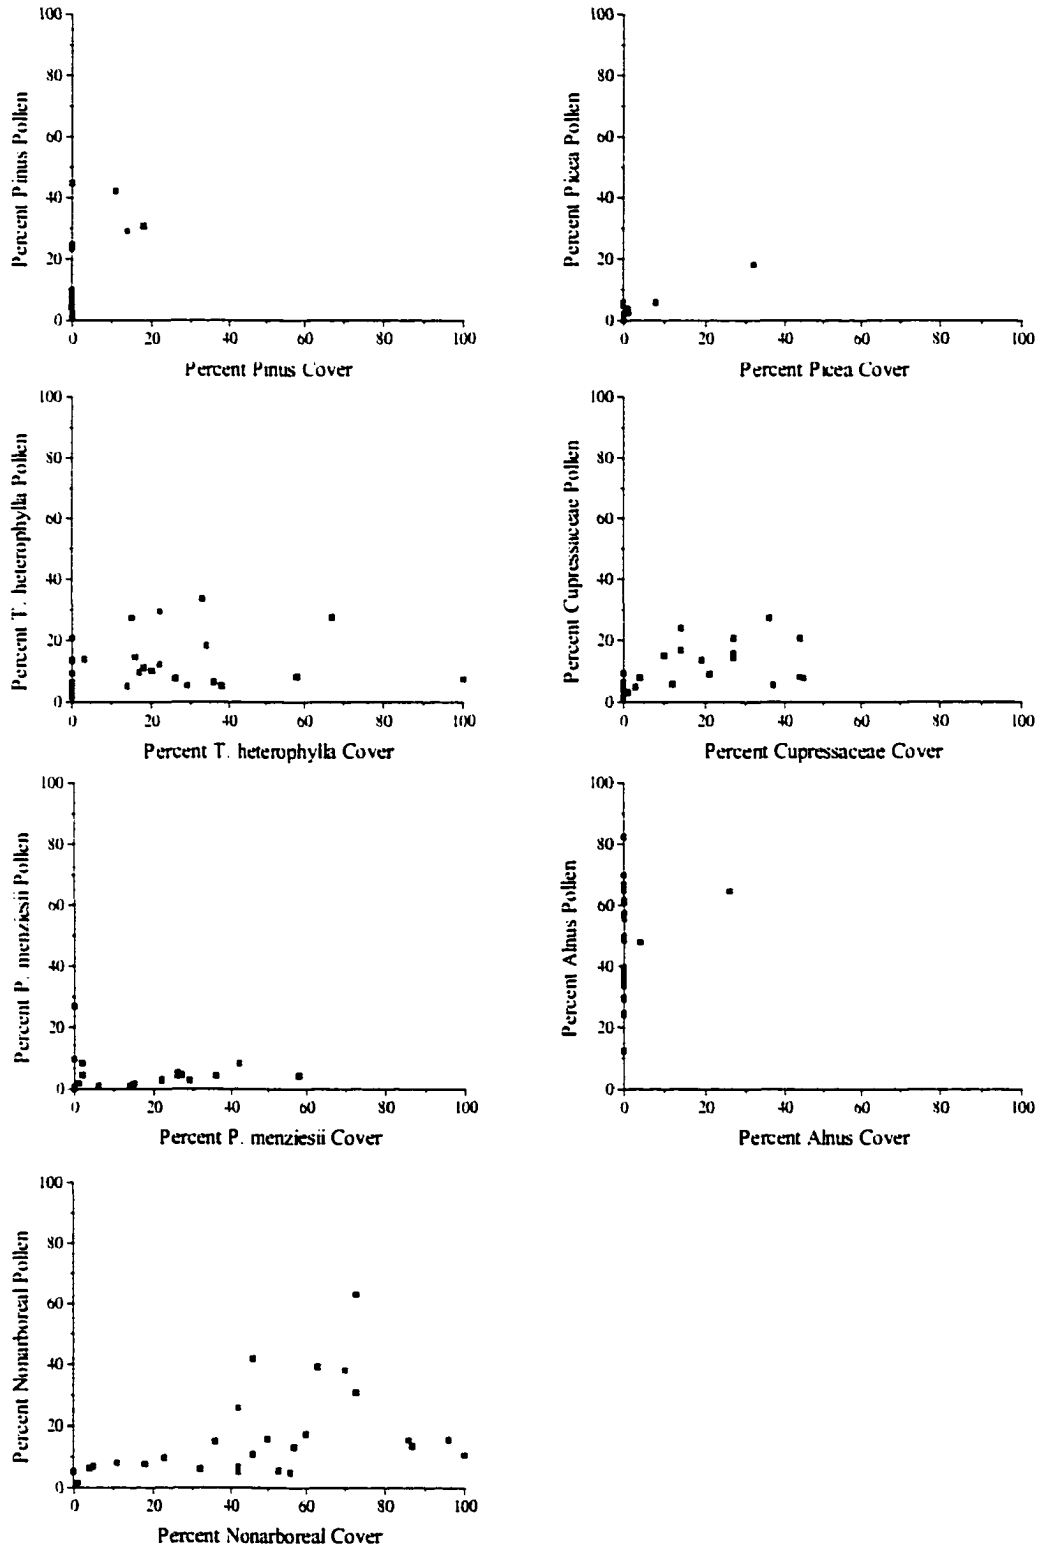 Percent Pinus Pollen
100
80
60
40
20
0
0 20 40 60 80 100
Percent Pinus Cover
Percent Picea Pollen
100
80
60
40
20
0
0 20 40 60 80 100
Percent Picea Cover
Percent T. heterophylla Pollen
100
80
60
40
20
0
0 20 40 60 80 100
Percent T. heterophylla Cover
Percent Cupressaceae Pollen
100
80
60
40
20
0
0 20 40 60 80 100
Percent Cupressaceae Cover
Percent P. menziesii Pollen
100
80
60
40
20
0
0 20 40 60 80 100
Percent P. menziesii Cover
Percent Alnus Pollen
100
80
60
40
20
0
0 20 40 60 80 100
Percent Alnus Cover
Percent Nonarboreal Pollen
100
80
60
40
20
0
0 20 40 60 80 100
Percent Nonarboreal Cover